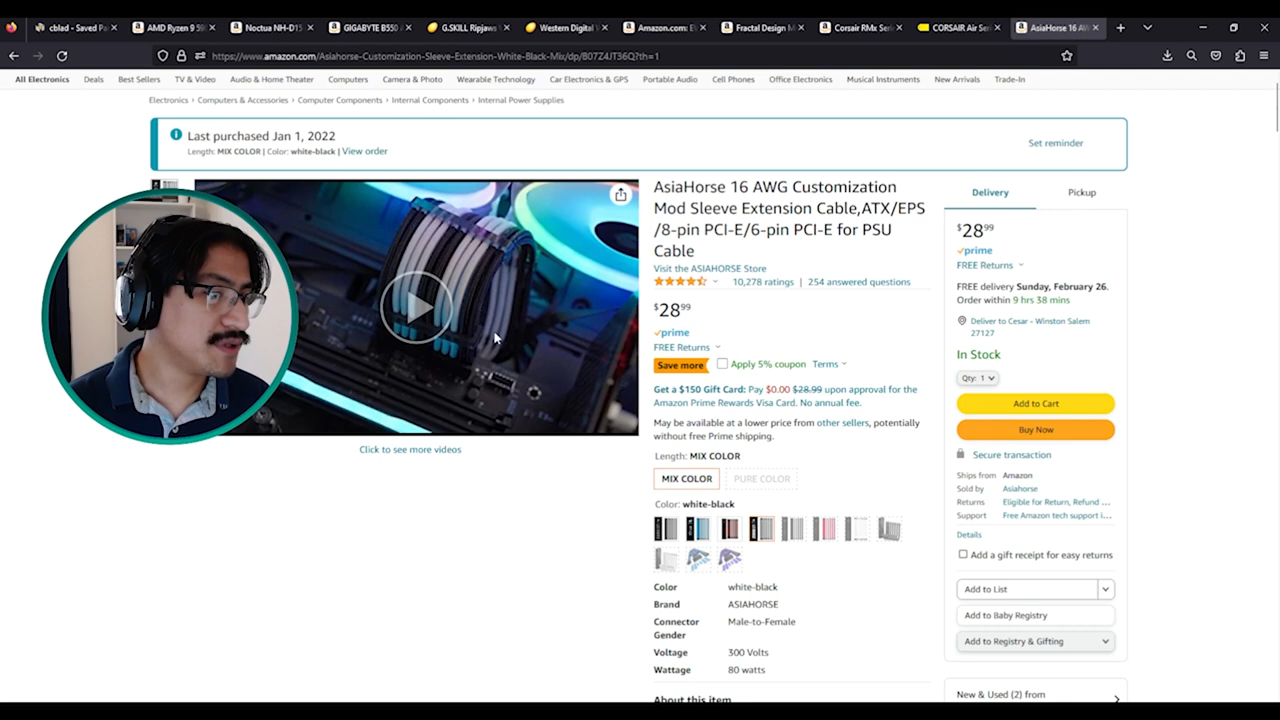 cblad - Saved Pa
AMD Ryzen 9 59
Noctua NH-D15
GIGABYTE B550 A
G.SKILL Ripjaws
Western Digital
Amazon.com: EV
Fractal Design M
Corsair RMx Seri
CORSAIR Air Seri
AsiaHorse 16 AW
https://www.amazon.com/Asiahorse-Customization-Sleeve-Extension-White-Black-Mix/dp/B07Z4JT36Q?th=1
All Electronics Deals Best Sellers TV & Video Audio & Home Theater Computers Camera & Photo Wearable Technology Car Electronics & GPS Portable Audio Cell Phones Office Electronics Musical Instruments New Arrivals Trade-In
Electronics › Computers & Accessories › Computer Components › Internal Components › Internal Power Supplies
Last purchased Jan 1, 2022
Length: MIX COLOR | Color: white-black | View order
Set reminder
Click to see more videos
AsiaHorse 16 AWG Customization
Mod Sleeve Extension Cable,ATX/EPS
/8-pin PCI-E/6-pin PCI-E for PSU
Cable
Visit the ASIAHORSE Store
10,278 ratings | 254 answered questions
$28 99
prime
FREE Returns
Save more Apply 5% coupon Terms
Get a $150 Gift Card: Pay $0.00 $28.99 upon approval for the
Amazon Prime Rewards Visa Card. No annual fee.
May be available at a lower price from other sellers, potentially
without free Prime shipping.
Length: MIX COLOR
MIX COLOR PURE COLOR
Color: white-black
Color white-black
Brand ASIAHORSE
Connector Male-to-Female
Gender
Voltage 300 Volts
Wattage 80 watts
About this item
Delivery Pickup
$28 99
prime
FREE Returns
FREE delivery Sunday, February 26.
Order within 9 hrs 38 mins
Deliver to Cesar - Winston Salem
27127
In Stock
Qty: 1
Add to Cart
Buy Now
Secure transaction
Ships from Amazon
Sold by Asiahorse
Returns Eligible for Return, Refund ...
Support Free Amazon tech support i...
Details
Add a gift receipt for easy returns
Add to List
Add to Baby Registry
Add to Registry & Gifting
New & Used (2) from